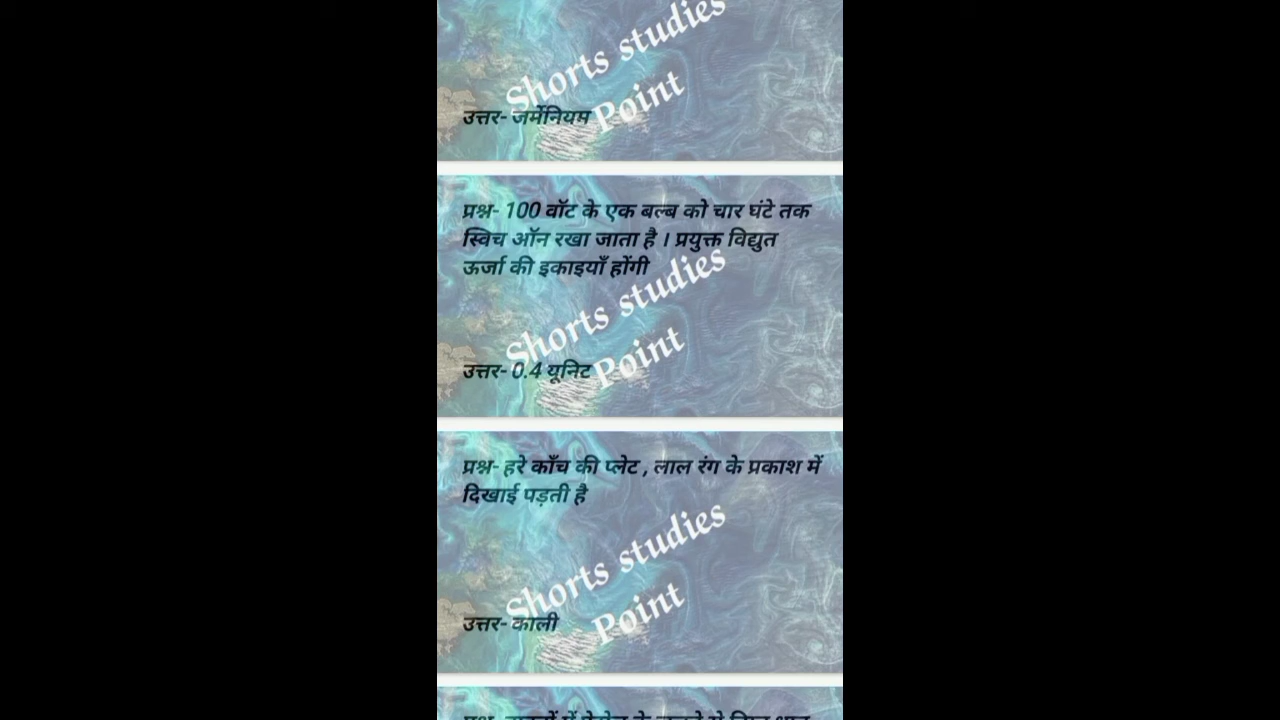 Shorts studies
Point
उत्तर- जर्मेनियम
प्रश्न- 100 वॉट के एक बल्ब को चार घंटे तक
स्विच ऑन रखा जाता है । प्रयुक्त विद्युत
ऊर्जा की इकाइयाँ होंगी
Shorts studies
Point
उत्तर- 0.4 यूनिट
प्रश्न- हरे काँच की प्लेट , लाल रंग के प्रकाश में
दिखाई पड़ती है
Shorts studies
Point
उत्तर- काली